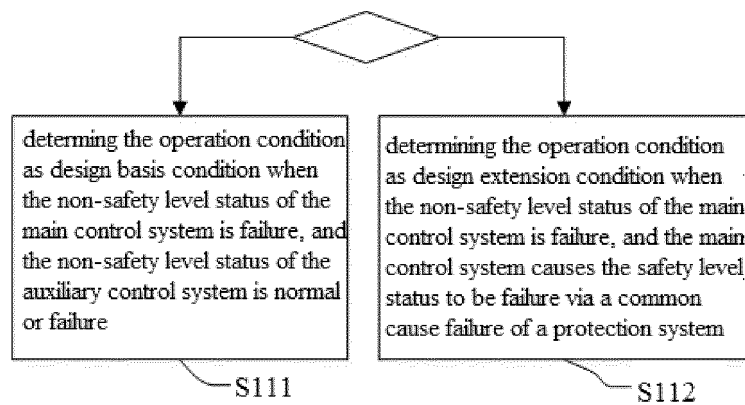 determing the operation condition
as design basis condition when
the non-safety level status of the
main control system is failure, and
the non-safety level status of the
auxiliary control system is normal
or failure
determining the operation condition
as design extension condition when
the non-safety level status of the main
control system is failure, and the main
control system causes the safety level
status to be failure via a common
cause failure of a protection system
S111
S112